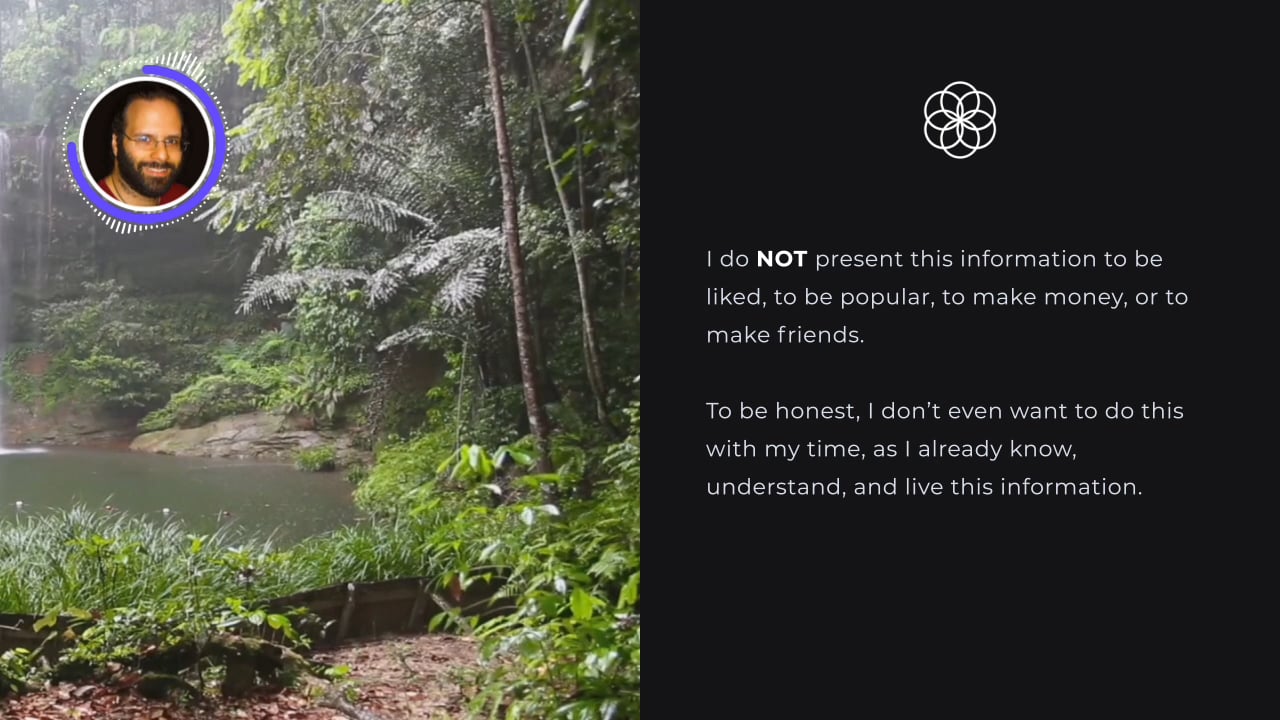 I do NOT present this information to be
liked, to be popular, to make money, or to
make friends.
To be honest, I don’t even want to do this
with my time, as I already know,
understand, and live this information.